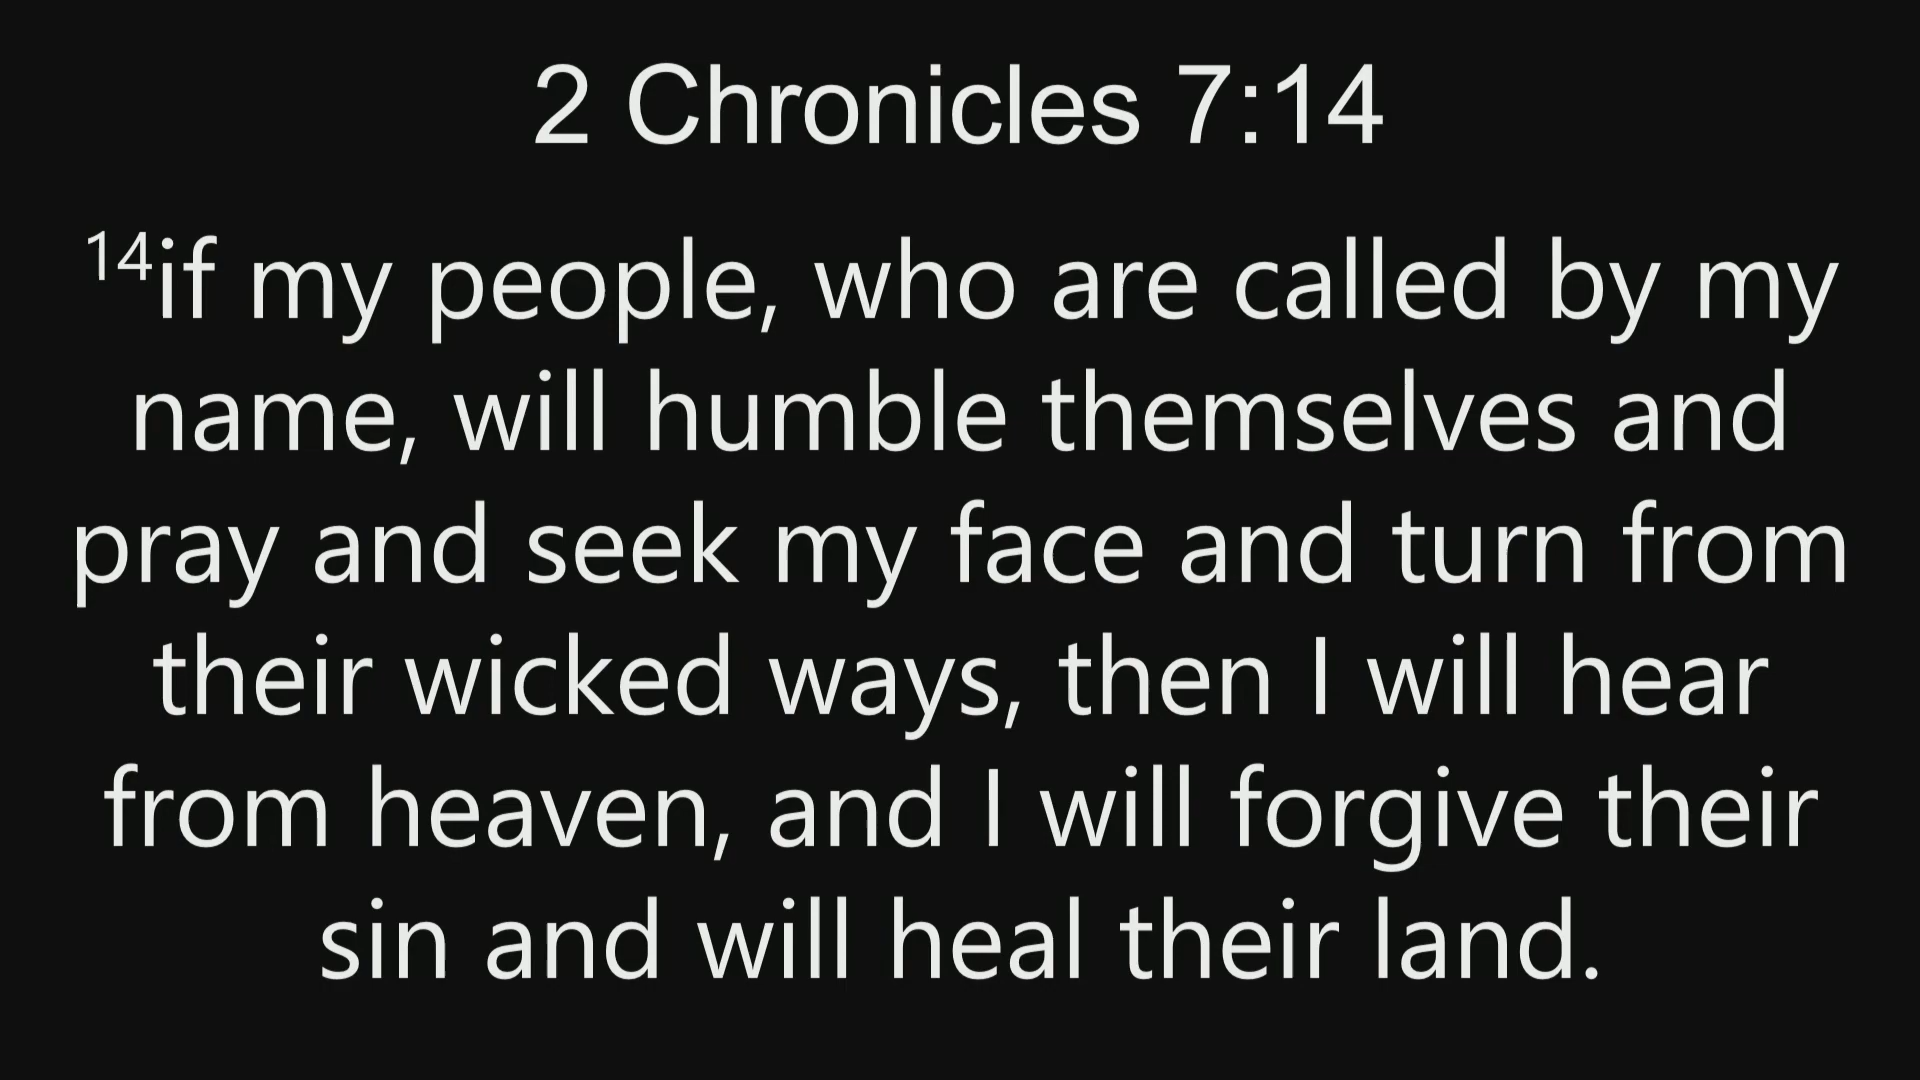 2 Chronicles 7:14
14if my people, who are called by my
name, will humble themselves and
pray and seek my face and turn from
their wicked ways, then I will hear
from heaven, and I will forgive their
sin and will heal their land.